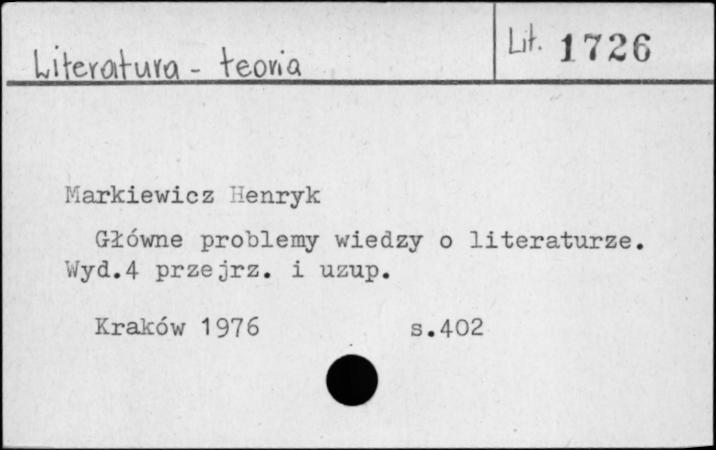 Literatura - teoria
Lit. 1726
Markiewicz Henryk
Główne problemy wiedzy o literaturze.
Wyd.4 przejrz. i uzup.
Kraków 1976 s.402